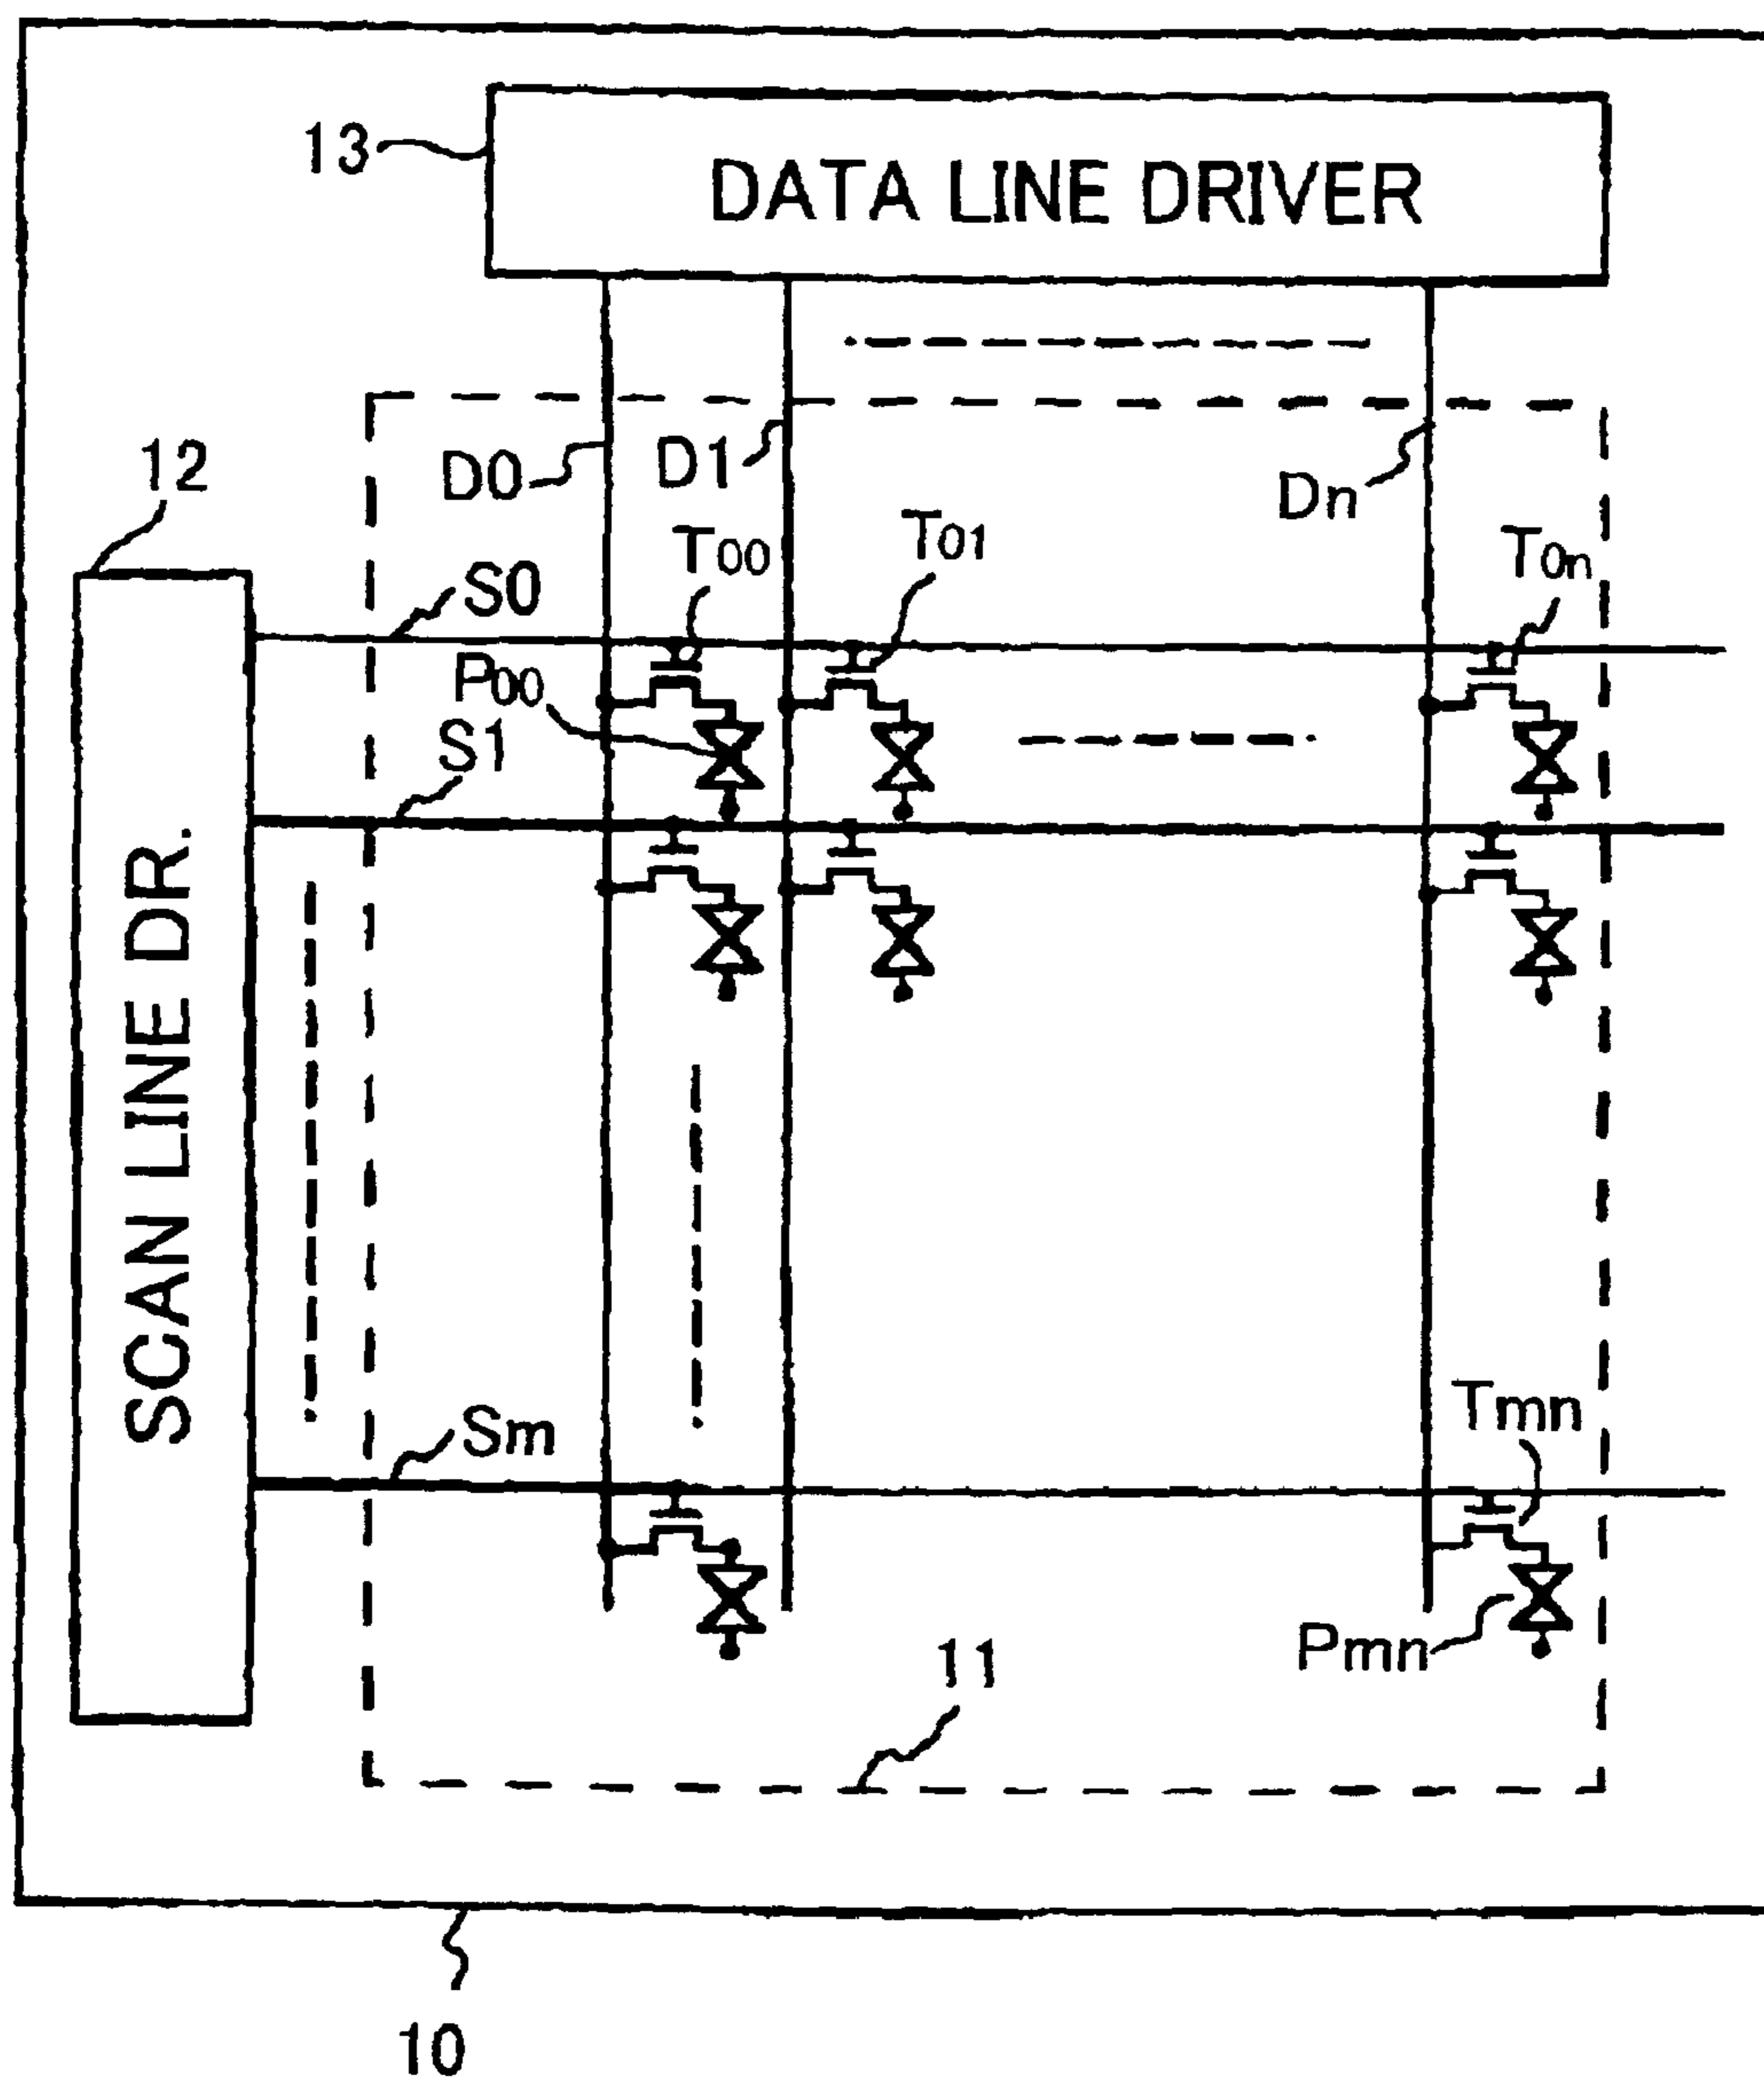 13
DATA LINE DRIVER
12
D0
D1
Dn
T00
T01
T0n
S0
P00
S1
SCAN LINE DR.
Sm
Tmn
Pmn
11
10